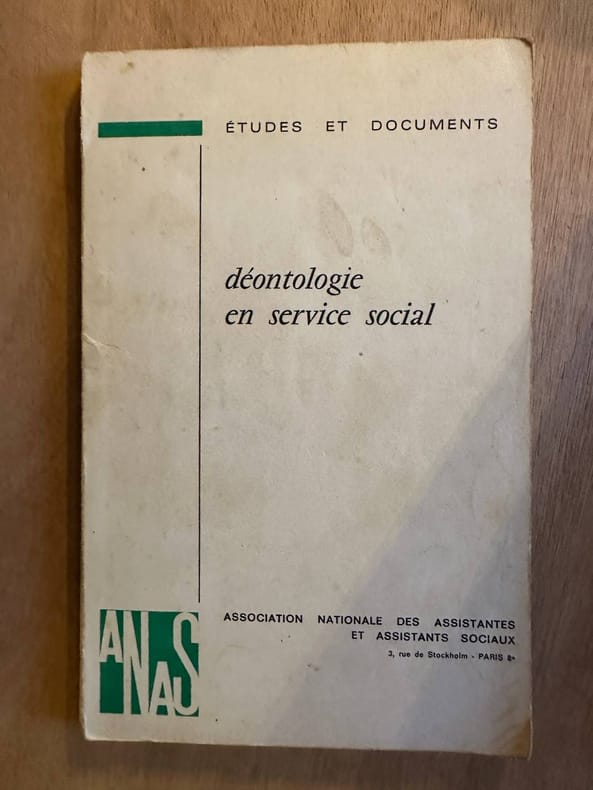 ÉTUDES ET DOCUMENTS
déontologie
en service social
ASSOCIATION NATIONALE DES ASSISTANTES
ET ASSISTANTS SOCIAUX
3, rue de Stockholm - PARIS 8e
ANAS